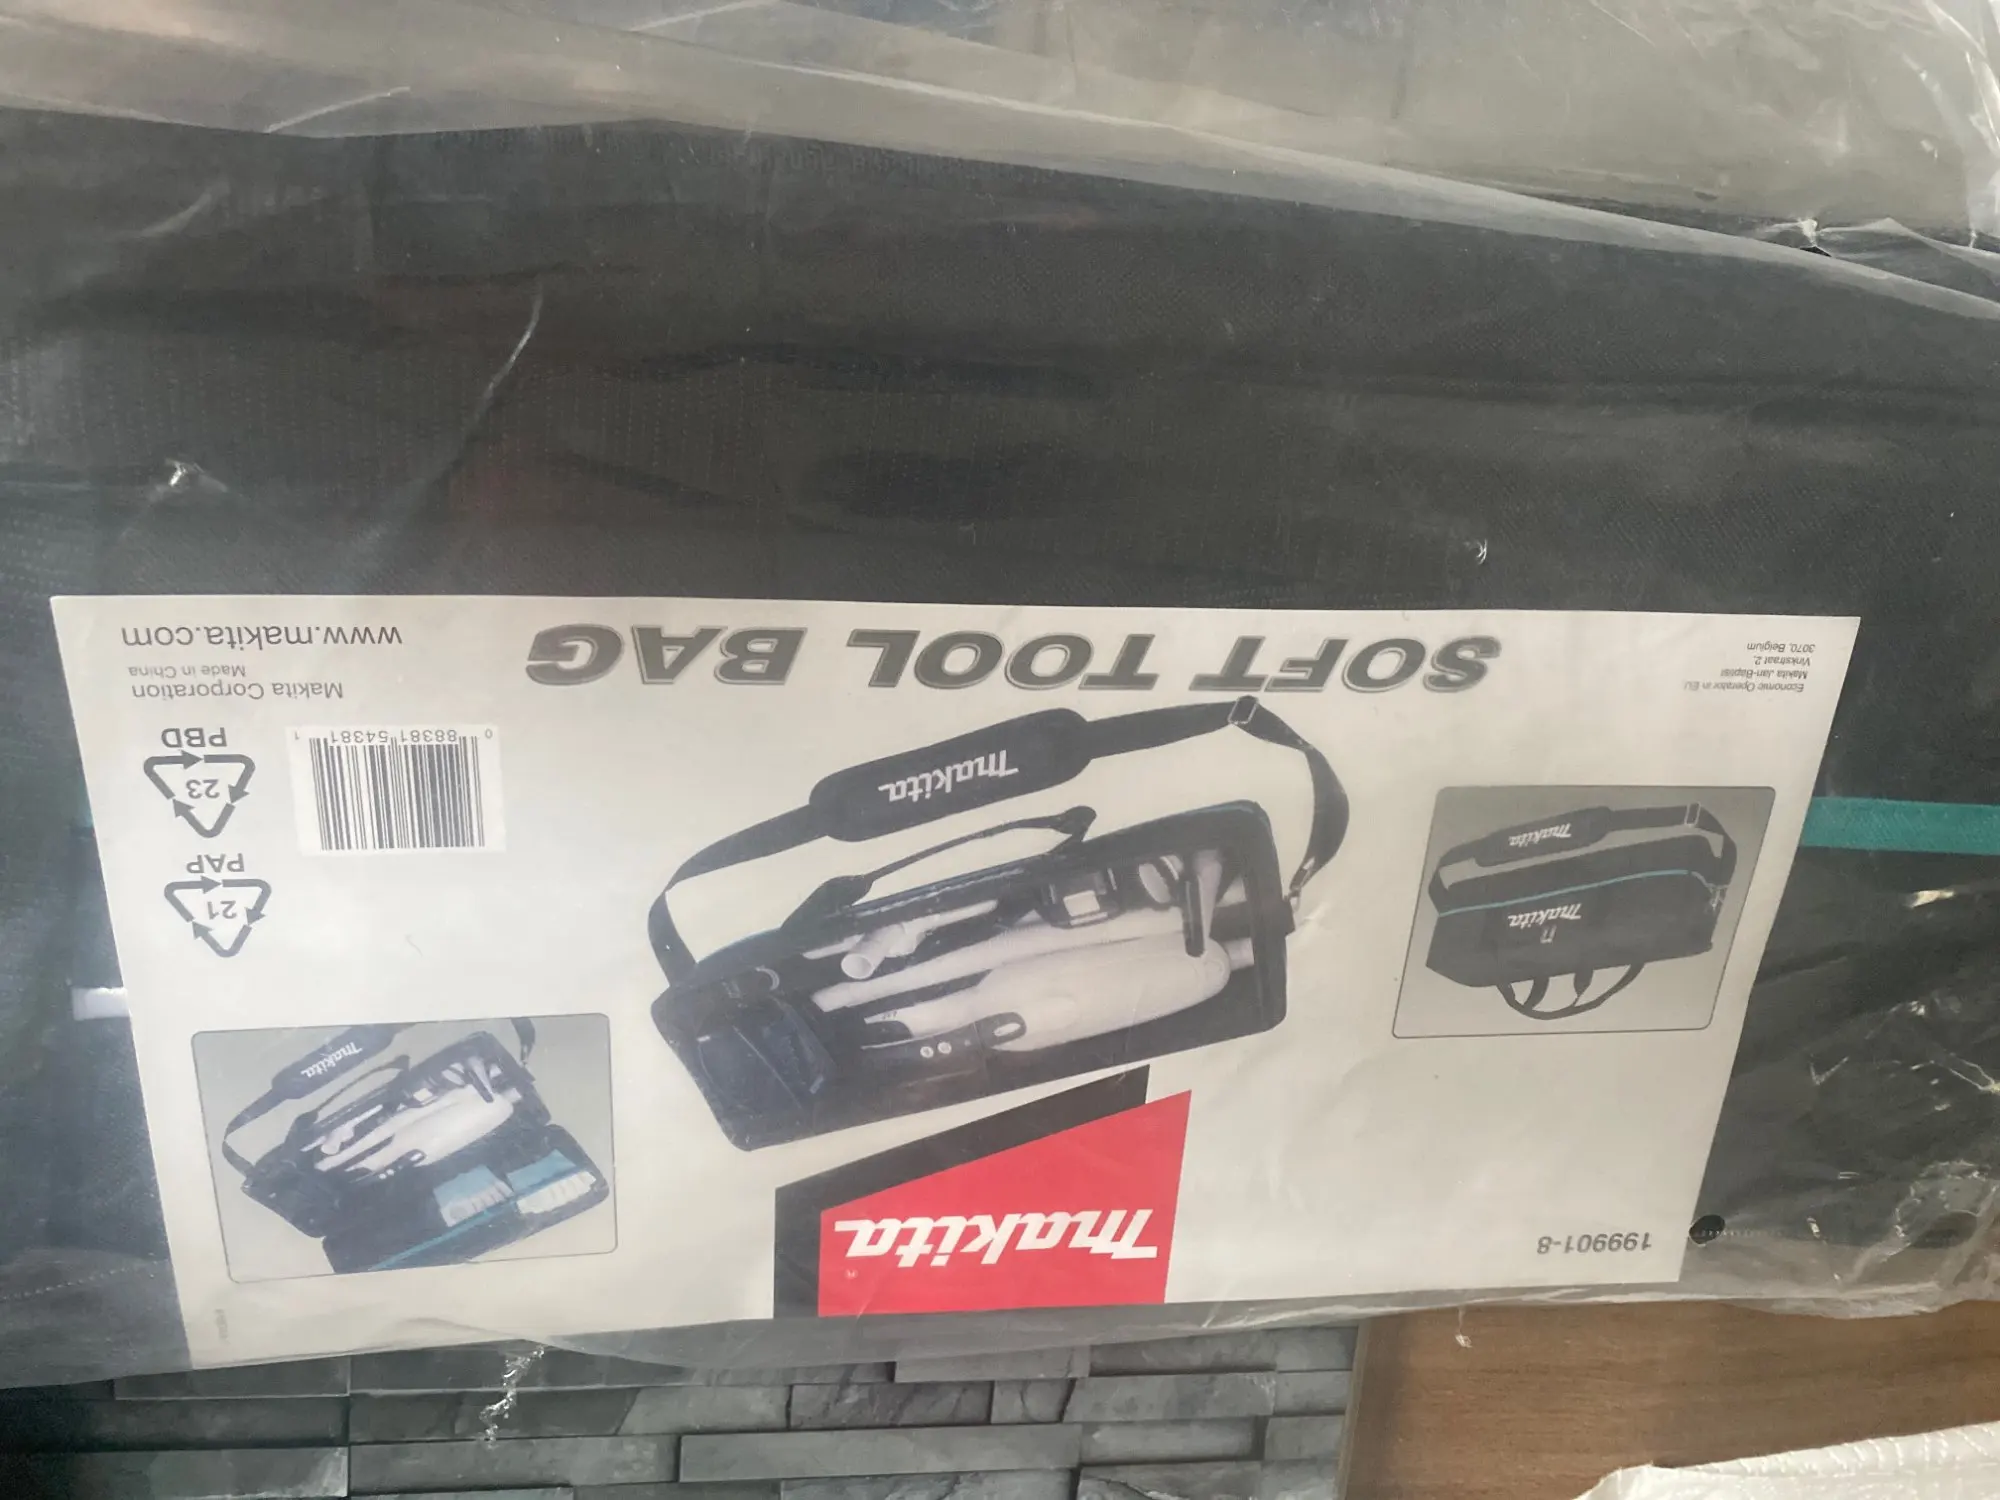 199901-8
Makita®
Makita
Makita
Makita
Makita
SOFT TOOL BAG
Economic Operator in EU
Makita Jan-Baptist
Vinkstraat 2,
3070, Belgium
21
PAP
23
PBD
0 88381 54381 1
Makita Corporation
Made in China
www.makita.com